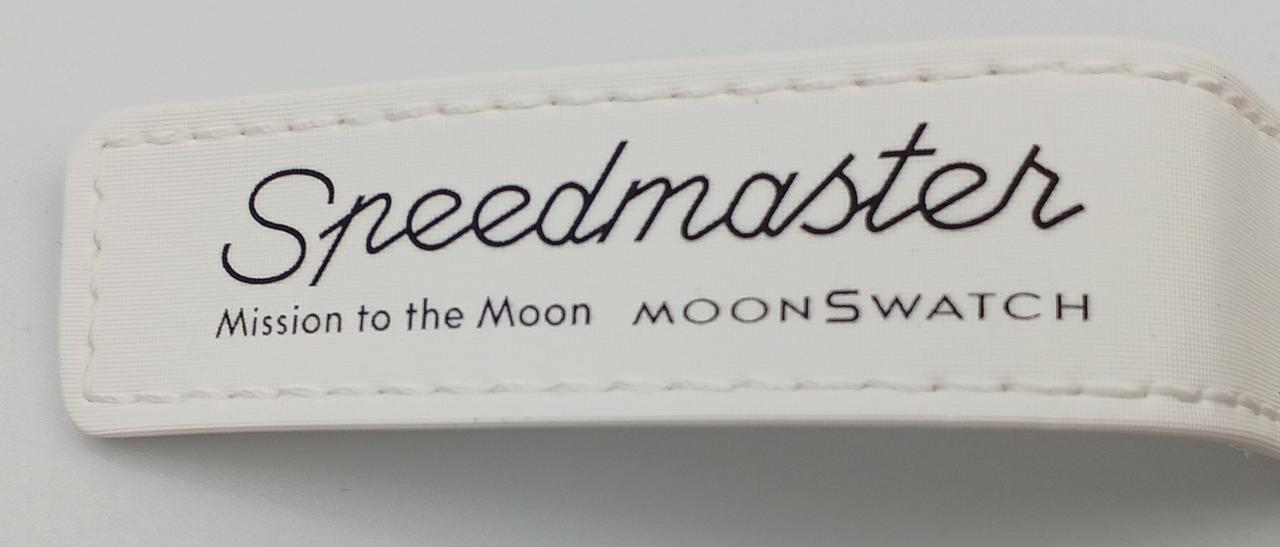 Speedmaster
Mission to the Moon MOONSWATCH